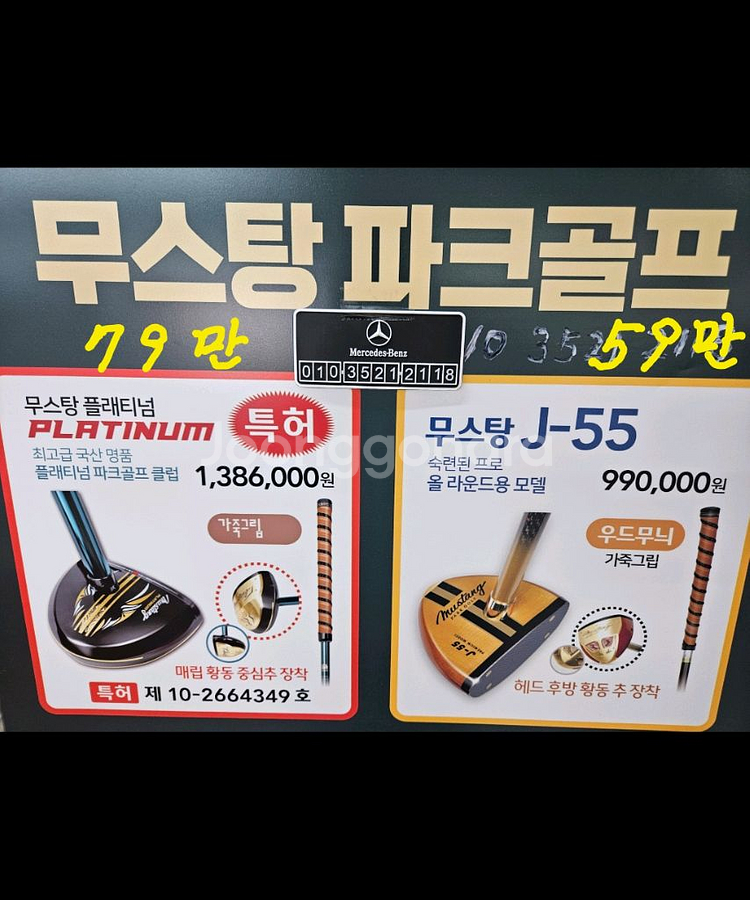 무스탕 파크골프
79만
59만
Mercedes-Benz
010·3521·2118
10 352
무스탕 플래티넘
PLATINUM
특허
최고급 국산 명품
플래티넘 파크골프 클럽
1,386,000원
가죽그립
mustang
매립 황동 중심추 장착
특허 제 10-2664349 호
무스탕 J-55
숙련된 프로
올 라운드용 모델
990,000원
우드무늬
가죽그립
mustang
J-55
헤드 후방 황동 추 장착
Joonggonara